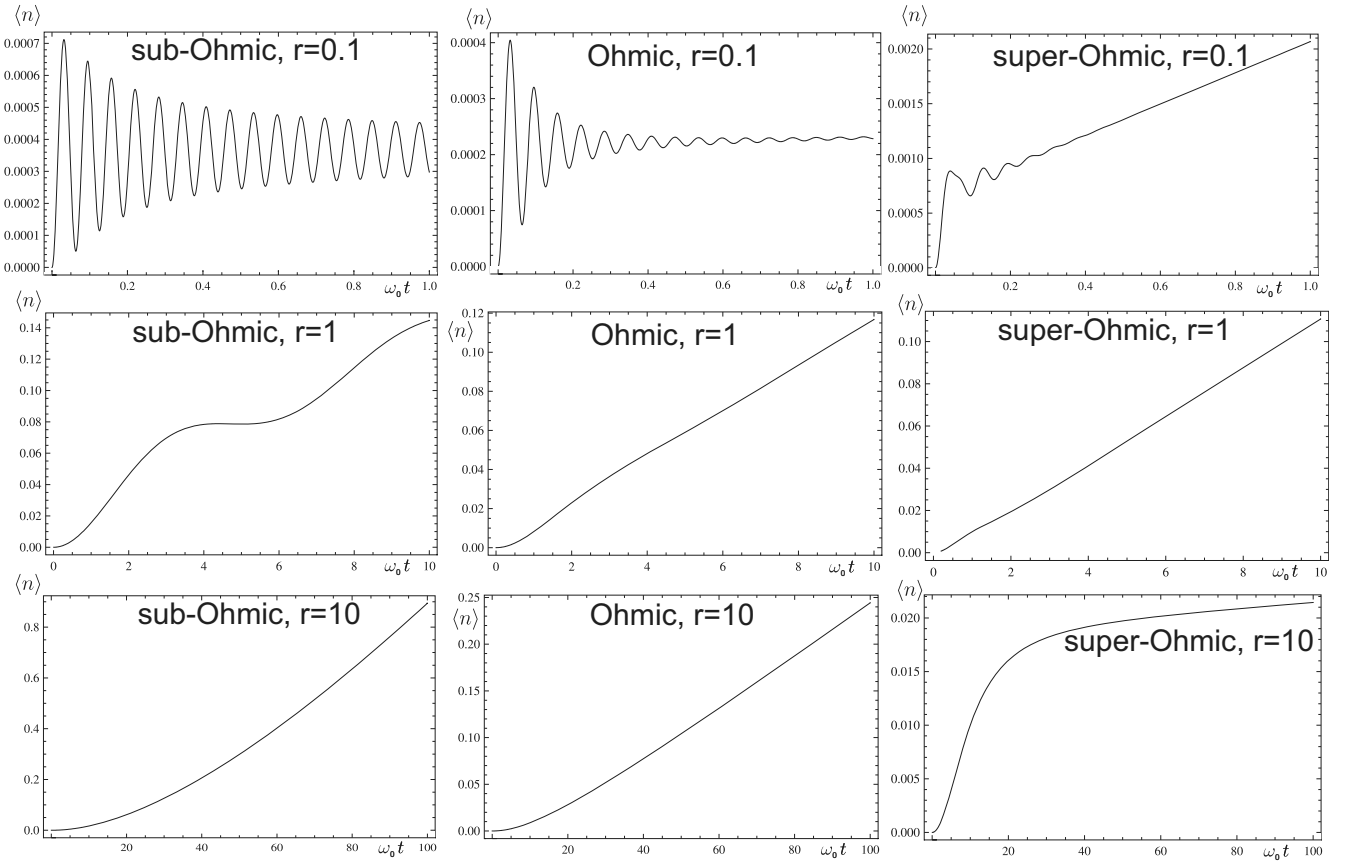 ⟨n⟩
sub-Ohmic, r=0.1
0.0007
0.0006
0.0005
0.0004
0.0003
0.0002
0.0001
0.0000
0.2 0.4 0.6 0.8 ω₀t 1.0
⟨n⟩
Ohmic, r=0.1
0.0004
0.0003
0.0002
0.0001
0.0000
0.2 0.4 0.6 0.8 ω₀t 1.0
⟨n⟩
super-Ohmic, r=0.1
0.0020
0.0015
0.0010
0.0005
0.0000
0.2 0.4 0.6 0.8 ω₀t 1.0
⟨n⟩
sub-Ohmic, r=1
0.14
0.12
0.10
0.08
0.06
0.04
0.02
0.00
0 2 4 6 8 ω₀t 10
⟨n⟩
Ohmic, r=1
0.12
0.10
0.08
0.06
0.04
0.02
0.00
0 2 4 6 8 ω₀t 10
⟨n⟩
super-Ohmic, r=1
0.10
0.08
0.06
0.04
0.02
0.00
0 2 4 6 8 ω₀t 10
⟨n⟩
sub-Ohmic, r=10
0.8
0.6
0.4
0.2
0.0
20 40 60 80 ω₀t 100
⟨n⟩
Ohmic, r=10
0.25
0.20
0.15
0.10
0.05
0.00
20 40 60 80 ω₀t 100
⟨n⟩
super-Ohmic, r=10
0.020
0.015
0.010
0.005
0.000
20 40 60 80 ω₀t 100